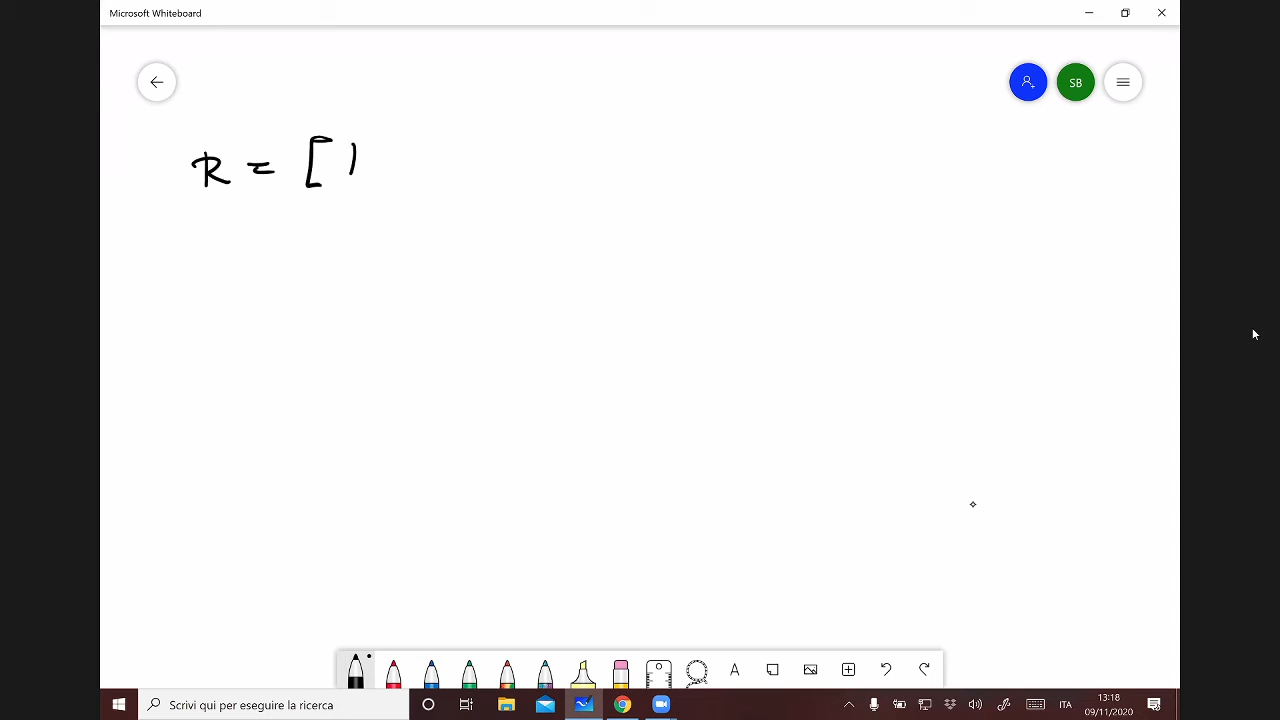 Microsoft Whiteboard
SB
R = [ 1
A
Scrivi qui per eseguire la ricerca
ITA
13:18
09/11/2020